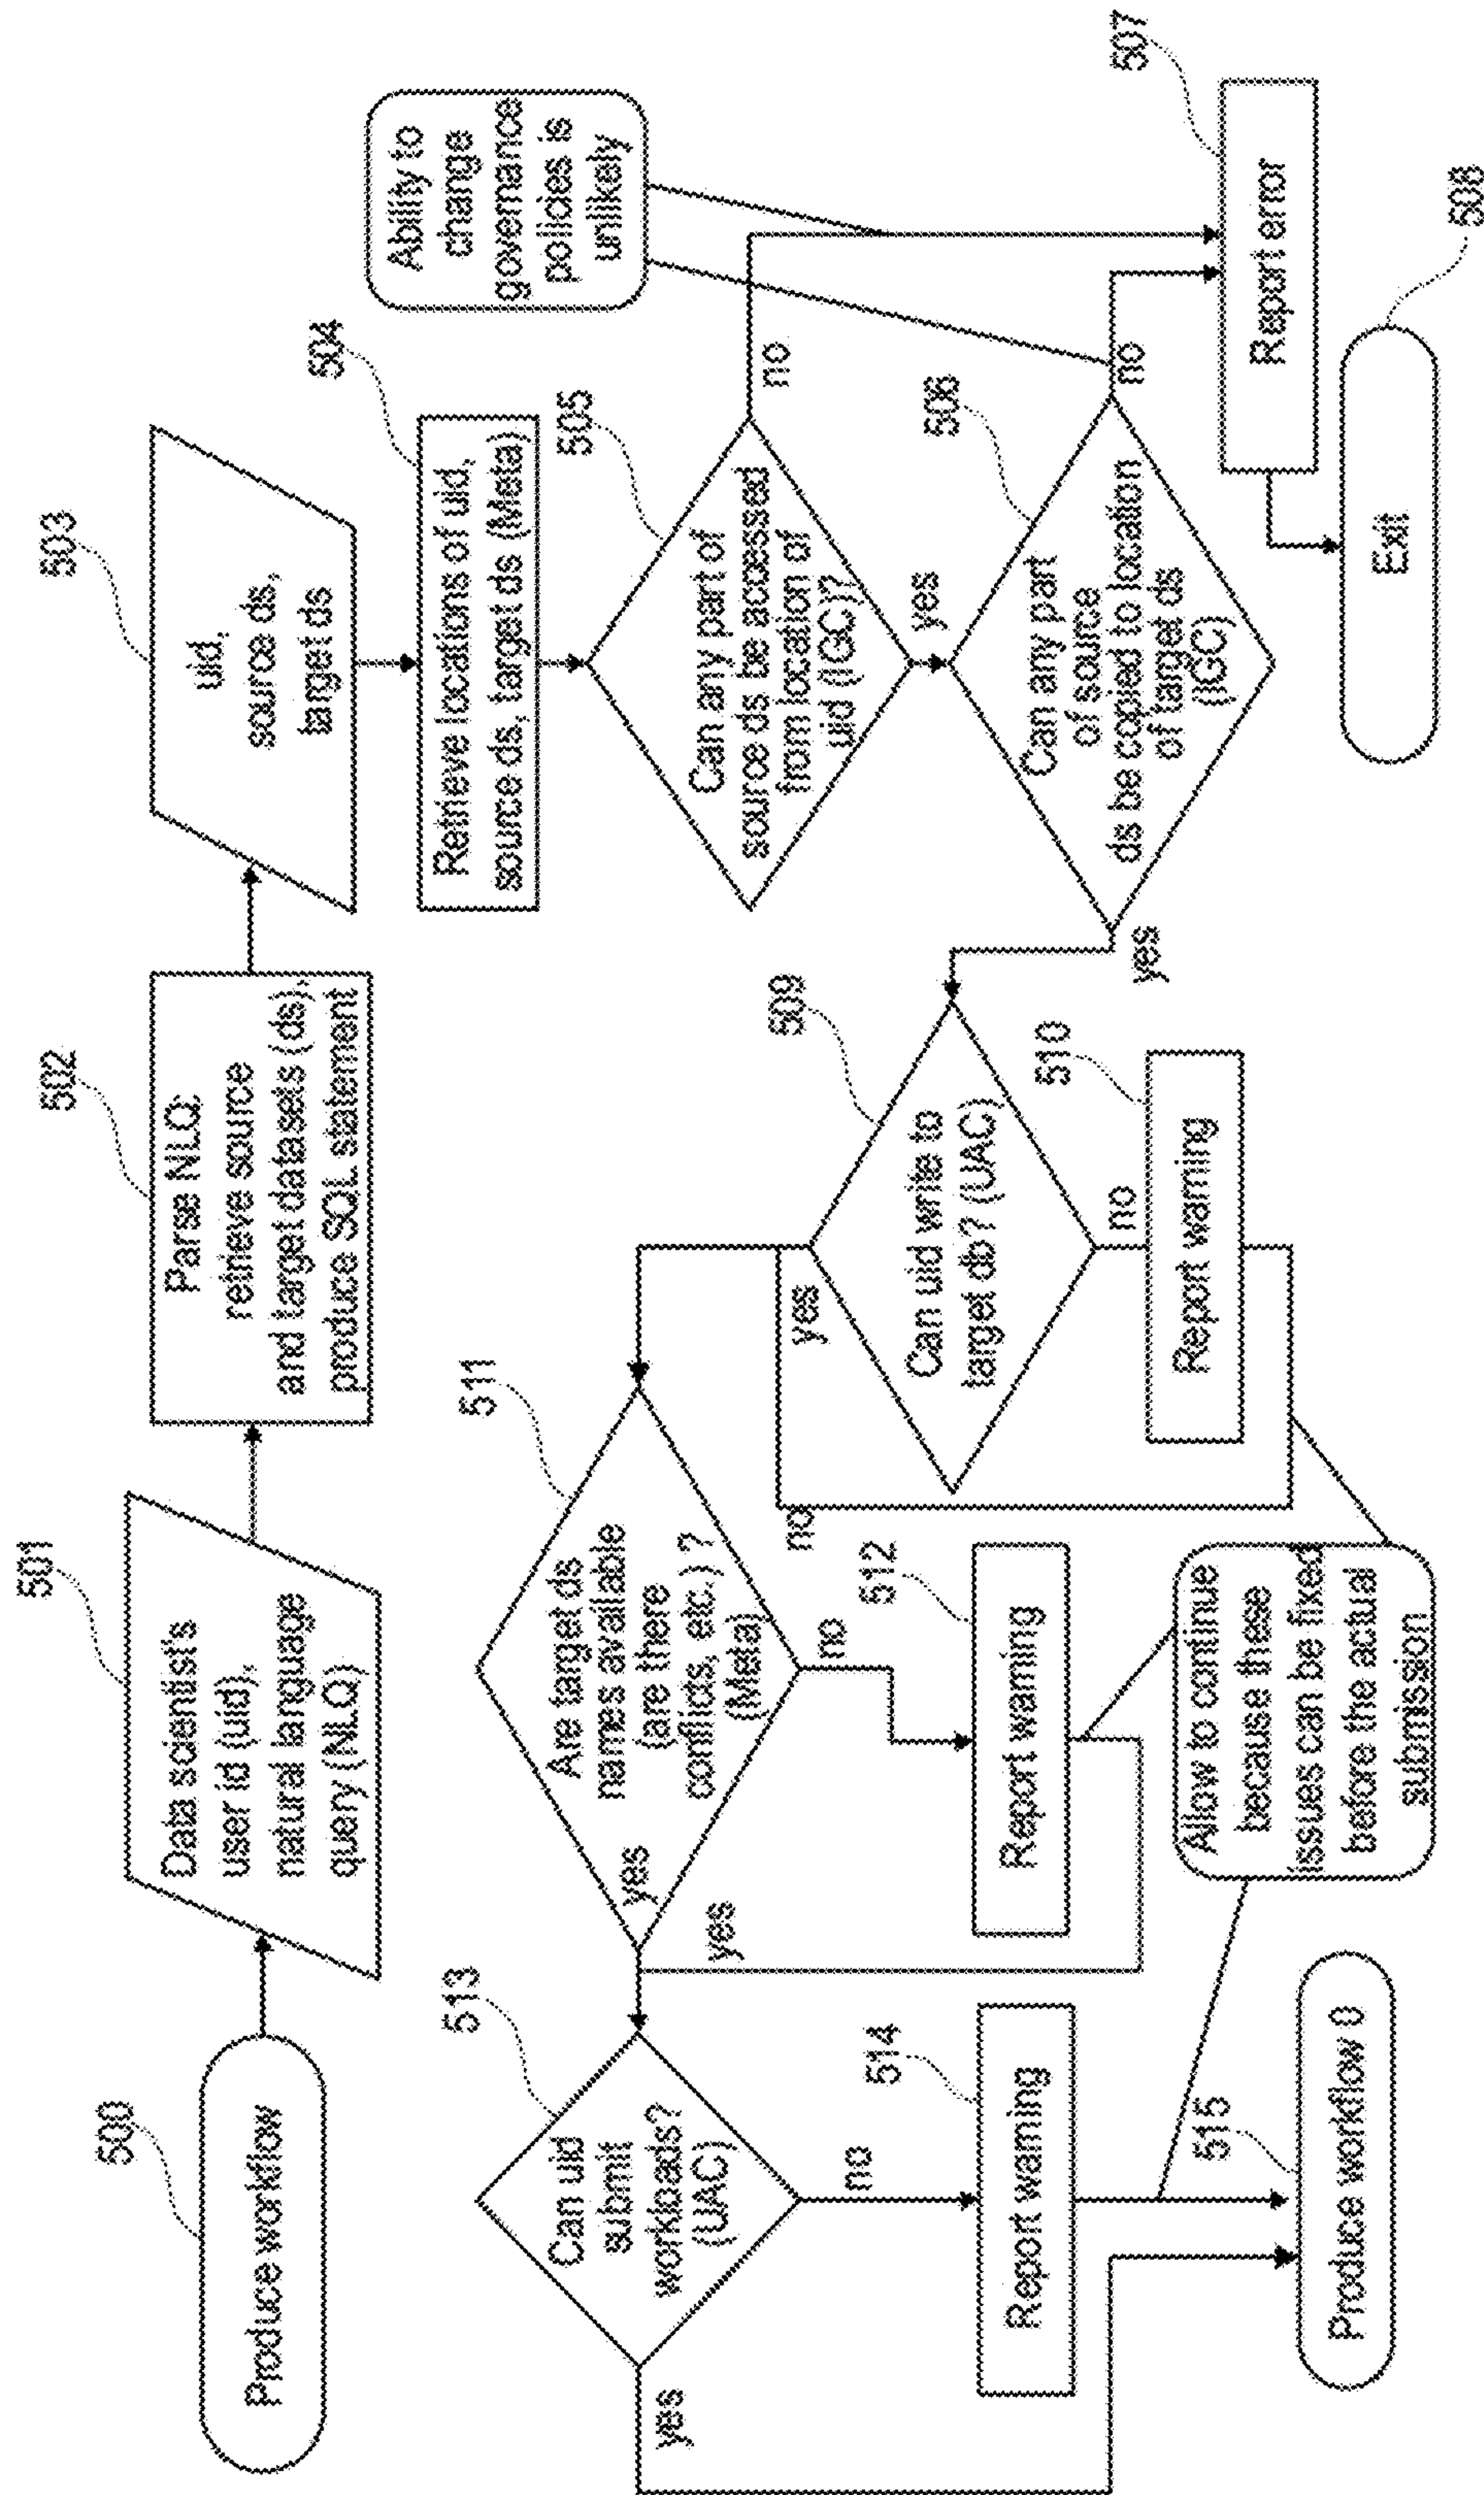 500
Produce workflow
501
Data scientist's
user id (uid),
natural language
query (NLQ)
502
Parse NLQ:
retrieve source
and target datasets (ds),
produce SQL statement
503
uid,
source ds,
target ds
504
Retrieve locations of uid,
source ds, target ds (Meta)
505
Can any part of
source ds be accessed
from location of
uid (IGC)?
no
yes
Ability to
change
governance
policies is
unlikely
506
Can any part
of source
ds be copied to location
of target ds
(IGC)
no
yes
507
Report error
508
Exit
509
Can uid write to
target db? (UAC)
yes
no
510
Report warning
no
511
Are target ds
names available
(are there
conflicts, etc.) ?
(Meta)
yes
yes
no
512
Report warning
Allow to continue
because these
issues can be fixed
before the actual
submission
513
Can uid
submit
workloads?
(UAC)
yes
no
514
Report warning
515
Produce workflow 0